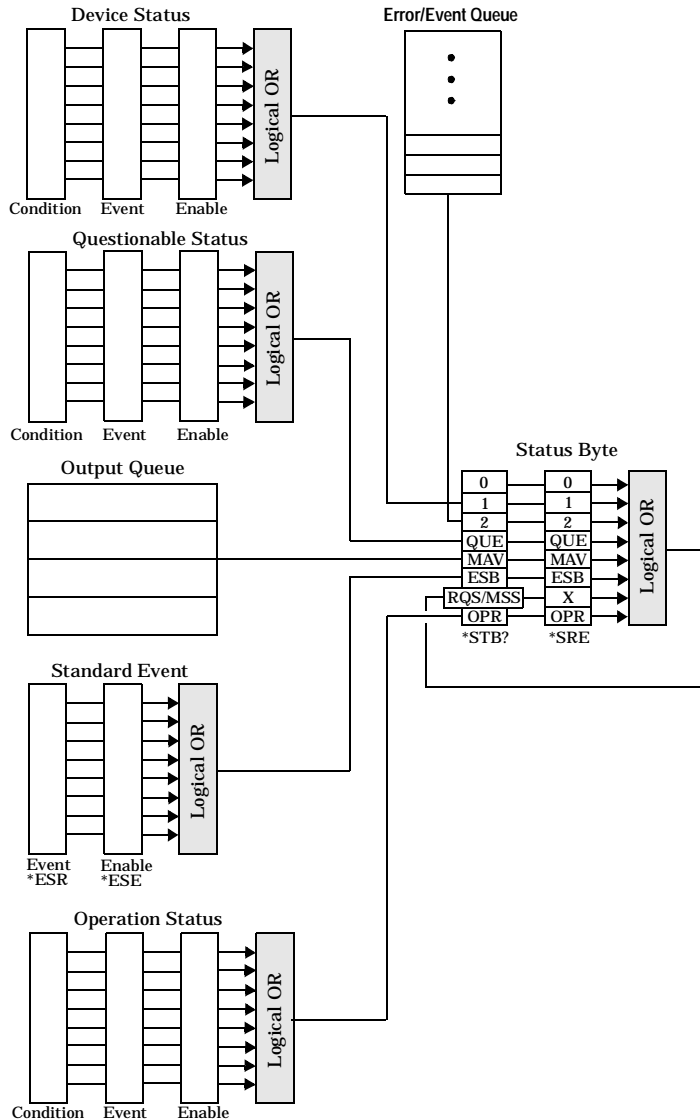 Device Status
Logical OR
Condition Event Enable
Error/Event Queue
Questionable Status
Logical OR
Condition Event Enable
Output Queue
Status Byte
0 0
1 1
2 2
QUE QUE
MAV MAV
ESB ESB
RQS/MSS X
OPR OPR
*STB? *SRE
Logical OR
Standard Event
Logical OR
Event Enable
*ESR *ESE
Operation Status
Logical OR
Condition Event Enable